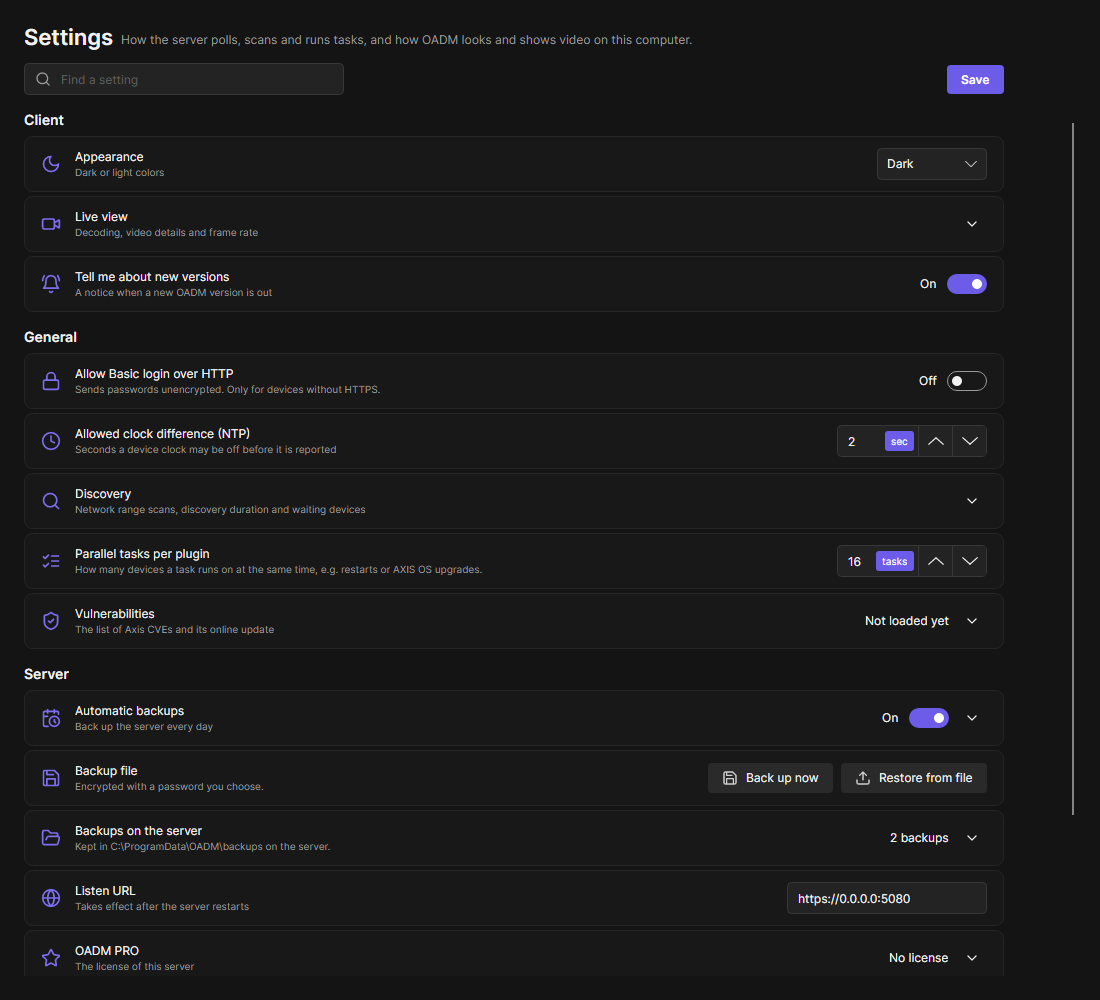 Settings How the server polls, scans and runs tasks, and how OADM looks and shows video on this computer.
Find a setting
Save
Client
Appearance
Dark or light colors
Dark
Live view
Decoding, video details and frame rate
Tell me about new versions
A notice when a new OADM version is out
On
General
Allow Basic login over HTTP
Sends passwords unencrypted. Only for devices without HTTPS.
Off
Allowed clock difference (NTP)
Seconds a device clock may be off before it is reported
2 sec
Discovery
Network range scans, discovery duration and waiting devices
Parallel tasks per plugin
How many devices a task runs on at the same time, e.g. restarts or AXIS OS upgrades.
16 tasks
Vulnerabilities
The list of Axis CVEs and its online update
Not loaded yet
Server
Automatic backups
Back up the server every day
On
Backup file
Encrypted with a password you choose.
Back up now
Restore from file
Backups on the server
Kept in C:\ProgramData\OADM\backups on the server.
2 backups
Listen URL
Takes effect after the server restarts
https://0.0.0.0:5080
OADM PRO
The license of this server
No license